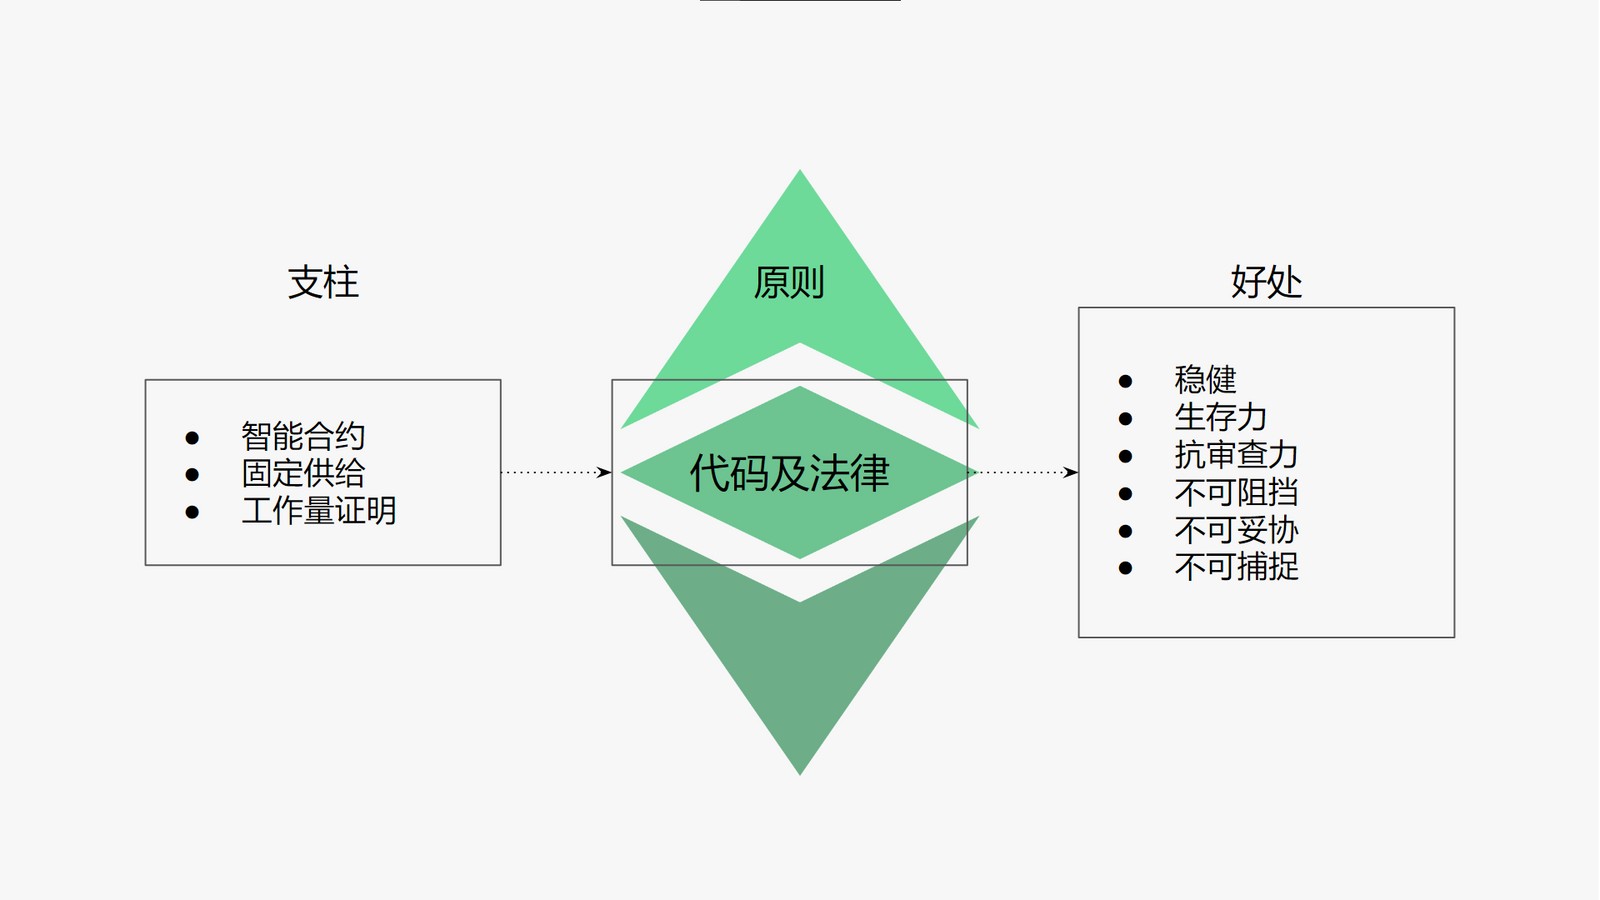 支柱
● 智能合约
● 固定供给
● 工作量证明
原则
代码及法律
好处
● 稳健
● 生存力
● 抗审查力
● 不可阻挡
● 不可妥协
● 不可捕捉